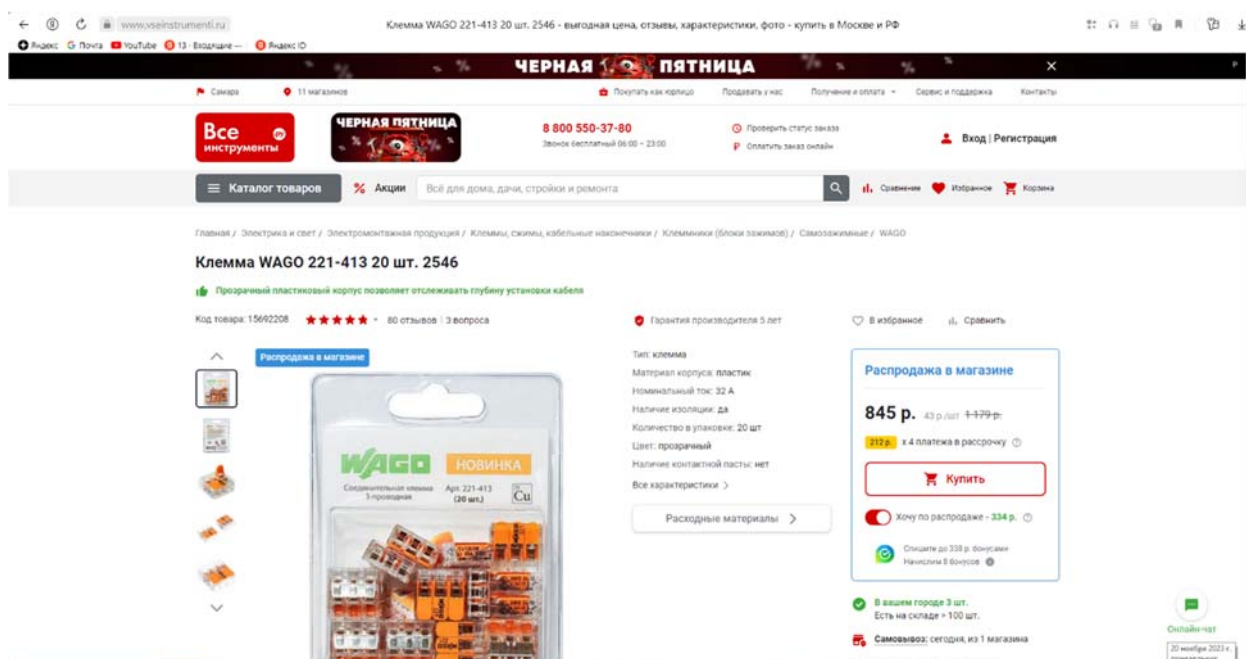 www.vseinstrumenti.ru
Клемма WAGO 221-413 20 шт. 2546 - выгодная цена, отзывы, характеристики, фото - купить в Москве и РФ
Яндекс Почта YouTube 13 · Входящие — Яндекс ID
ЧЕРНАЯ ПЯТНИЦА
Самара 11 магазинов Покупать как юрлицо Продавать у нас Получение и оплата Сервис и поддержка Контакты
Все
инструменты
ру
ЧЕРНАЯ ПЯТНИЦА
8 800 550-37-80
Звонок бесплатный 06:00 – 23:00
Проверить статус заказа
Оплатить заказ онлайн
Вход | Регистрация
Каталог товаров % Акции Всё для дома, дачи, стройки и ремонта Сравнение Избранное Корзина
Главная / Электрика и свет / Электромонтажная продукция / Клеммы, сжимы, кабельные наконечники / Клеммники (блоки зажимов) / Самозажимные / WAGO
Клемма WAGO 221-413 20 шт. 2546
Прозрачный пластиковый корпус позволяет отслеживать глубину установки кабеля
Код товара: 15692208 80 отзывов 3 вопроса Гарантия производителя 5 лет В избранное Сравнить
Распродажа в магазине
WAGO
НОВИНКА
Соединительная клемма
3-проводная
Арт. 221-413
(20 шт.)
Cu
Тип: клемма
Материал корпуса: пластик
Номинальный ток: 32 А
Наличие изоляции: да
Количество в упаковке: 20 шт
Цвет: прозрачный
Наличие контактной пасты: нет
Все характеристики
Расходные материалы
Распродажа в магазине
845 р. 43 р./шт 1 179 р.
212 р. х 4 платежа в рассрочку
Купить
Хочу по распродаже - 334 р.
Спишите до 338 р. бонусами
Начислим 8 бонусов
В вашем городе 3 шт.
Есть на складе > 100 шт.
Самовывоз: сегодня, из 1 магазина
Онлайн-чат
20 ноября 2023 г.
понедельник